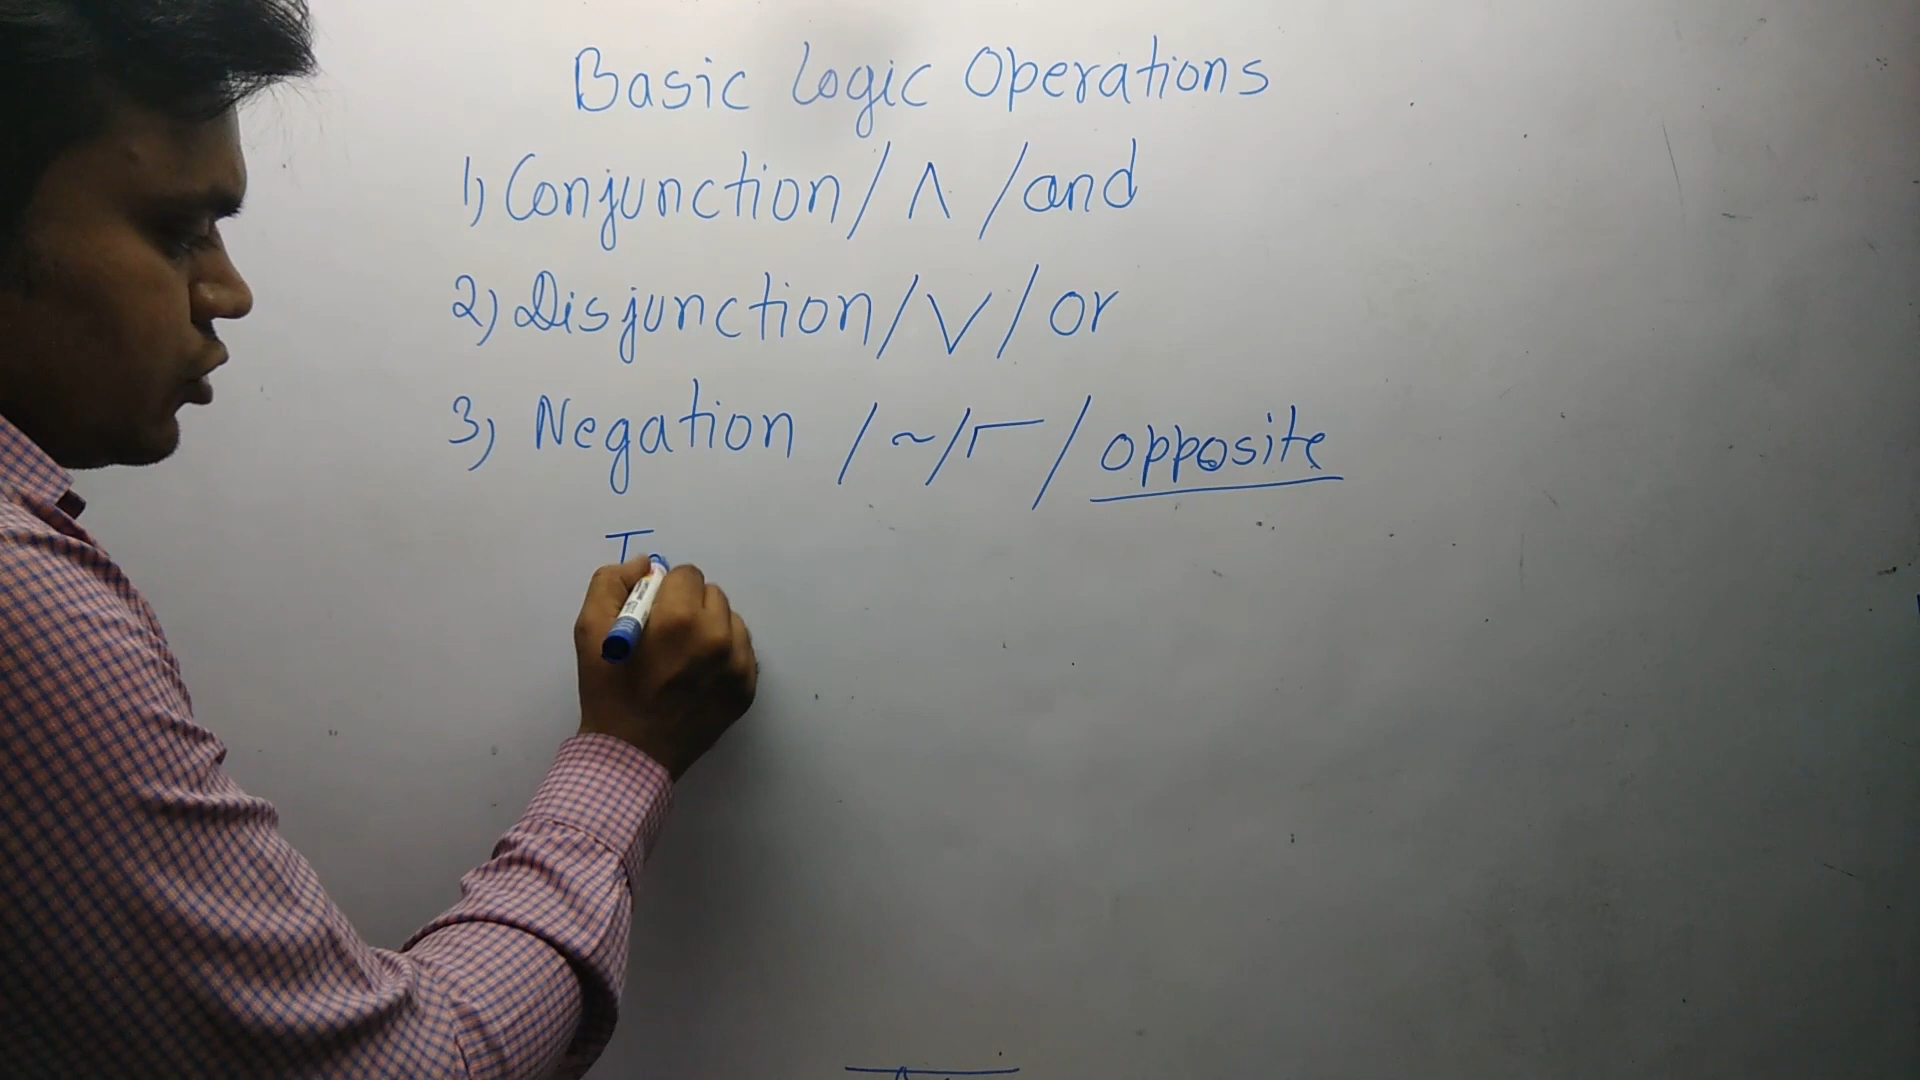 Basic Logic Operations
1) Conjunction / ∧ / and
2) Disjunction / ∨ / or
3) Negation / ~ / ⌐ / opposite